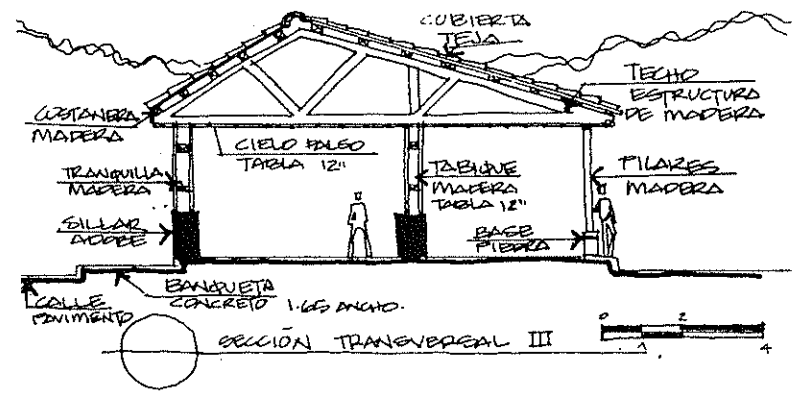 CUBIERTA
TEJA
TECHO
ESTRUCTURA
DE MADERA
COSTANERA
MADERA
CIELO FALSO
TABLA 12"
TRANQUILLA
MADERA
TABIQUE
MADERA
TABLA 12"
PILARES
MADERA
SILLAR
ADOBE
BASE
PIEDRA
BANQUETA
CONCRETO 1.65 ANCHO.
CALLE
PAVIMENTO
SECCIÓN TRANSVERSAL III
0 2
1 4